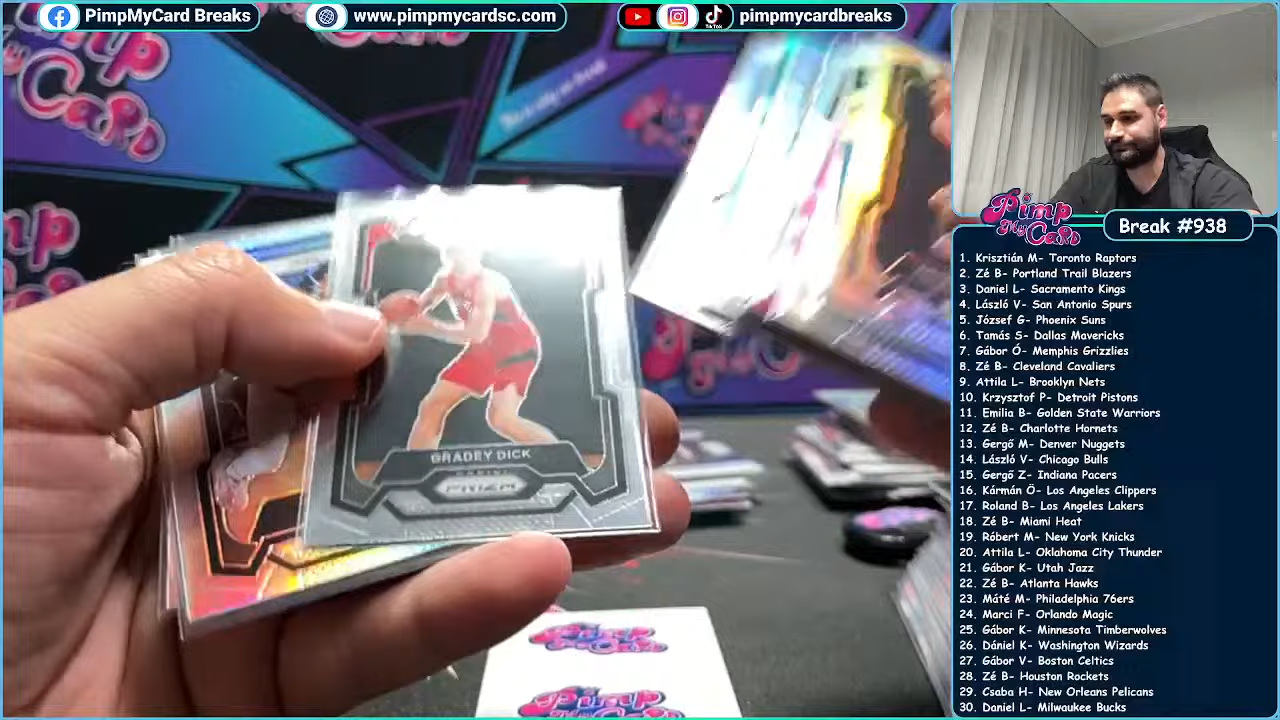 PimpMyCard Breaks
www.pimpmycardsc.com
TikTok
pimpmycardbreaks
Pimp
My
CaRD
GRADEY DICK
PANINI
PRIZM
Pimp
My CaRD
Break #938
1. Krisztián M- Toronto Raptors
2. Zé B- Portland Trail Blazers
3. Daniel L- Sacramento Kings
4. László V- San Antonio Spurs
5. József G- Phoenix Suns
6. Tamás S- Dallas Mavericks
7. Gábor Ó- Memphis Grizzlies
8. Zé B- Cleveland Cavaliers
9. Attila L- Brooklyn Nets
10. Krzysztof P- Detroit Pistons
11. Emilia B- Golden State Warriors
12. Zé B- Charlotte Hornets
13. Gergő M- Denver Nuggets
14. László V- Chicago Bulls
15. Gergő Z- Indiana Pacers
16. Kármán Ö- Los Angeles Clippers
17. Roland B- Los Angeles Lakers
18. Zé B- Miami Heat
19. Róbert M- New York Knicks
20. Attila L- Oklahoma City Thunder
21. Gábor K- Utah Jazz
22. Zé B- Atlanta Hawks
23. Máté M- Philadelphia 76ers
24. Marci F- Orlando Magic
25. Gábor K- Minnesota Timberwolves
26. Dániel K- Washington Wizards
27. Gábor V- Boston Celtics
28. Zé B- Houston Rockets
29. Csaba H- New Orleans Pelicans
30. Daniel L- Milwaukee Bucks